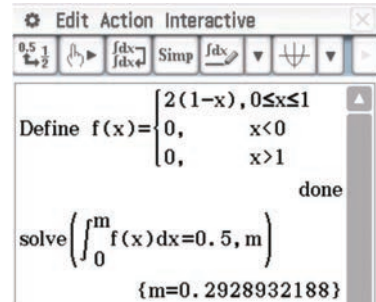 Edit Action Interactive
0.5 1/2 ∫dx ∫dx Simp ∫dx
Define f(x)={2(1-x), 0≤x≤1
0, x<0
0, x>1
done
solve(∫₀ᵐ f(x)dx=0.5, m)
{m=0.2928932188}